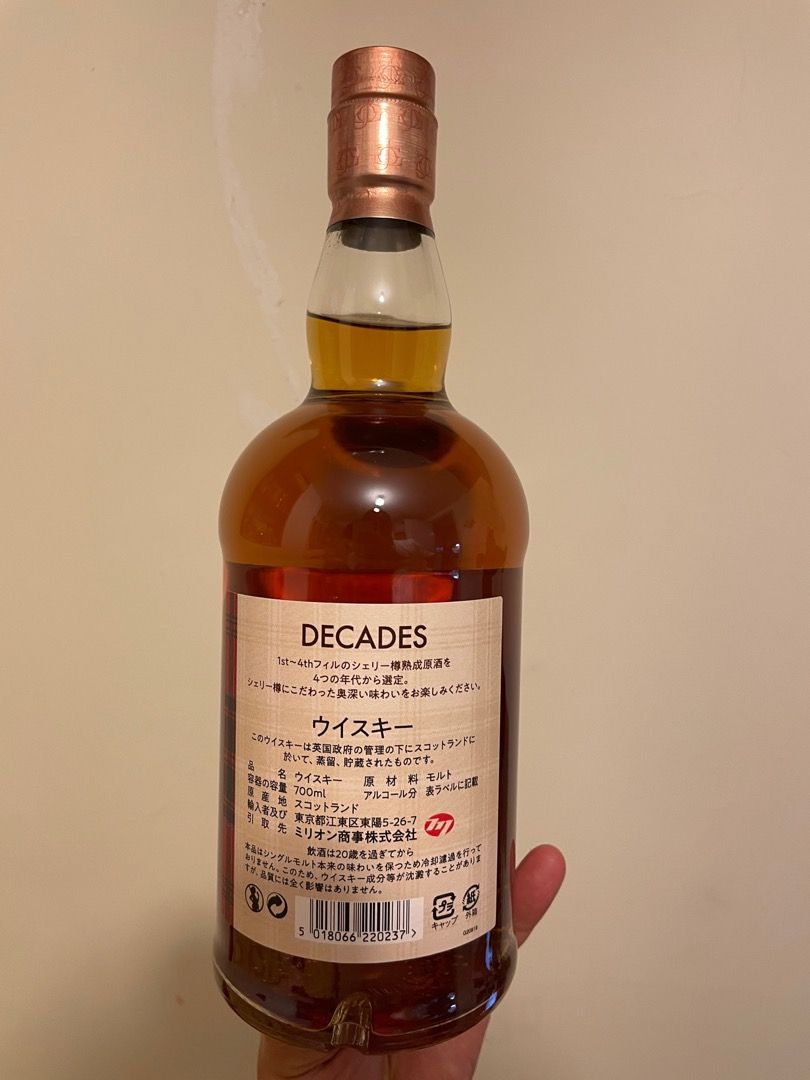 DECADES
1st〜4thフィルのシェリー樽熟成原酒を
4つの年代から選定。
シェリー樽にこだわった奥深い味わいをお楽しみください。
ウイスキー
このウイスキーは英国政府の管理の下にスコットランドに
於いて、蒸留、貯蔵されたものです。
品名 ウイスキー 原材料 モルト
容器の容量 700ml アルコール分 表ラベルに記載
原産地 スコットランド
輸入者及び 東京都江東区東陽5-26-7
引取先 ミリオン商事株式会社
飲酒は20歳を過ぎてから
本品はシングルモルト本来の味わいを保つため冷却濾過を行って
おりません。このため、ウイスキー成分等が沈澱することがありま
すが、品質には全く影響はありません。
プラ
キャップ
紙
外箱
5 018066 220237 >